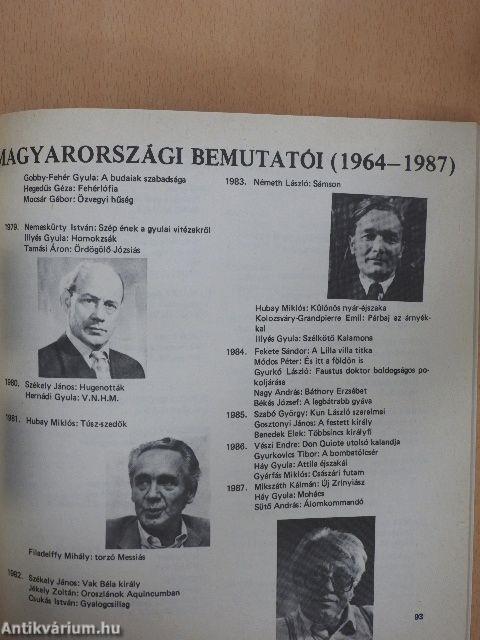 MAGYARORSZÁGI BEMUTATÓI (1964–1987)
Gobby-Fehér Gyula: A budaiak szabadsága
Hegedűs Géza: Fehérlófia
Mocsár Gábor: Özvegyi hűség
1979. Nemeskürty István: Szép ének a gyulai vitézekről
Illyés Gyula: Homokzsák
Tamási Áron: Ördögölő Józsiás
1980. Székely János: Hugenották
Hernádi Gyula: V.N.H.M.
1981. Hubay Miklós: Túsz-szedők
Filadelffy Mihály: torzó Messiás
1982. Székely János: Vak Béla király
Jékely Zoltán: Oroszlánok Aquincumban
Csukás István: Gyalogcsillag
1983. Németh László: Sámson
Hubay Miklós: Különös nyár-éjszaka
Kolozsváry-Grandpierre Emil: Párbaj az árnyék-
kal
Illyés Gyula: Szélkötő Kalamona
1984. Fekete Sándor: A Lilla villa titka
Módos Péter: És itt a földön is
Gyurkó László: Faustus doktor boldogságos po-
koljárása
Nagy András: Báthory Erzsébet
Békés József: A legbátrabb gyáva
1985. Szabó György: Kun László szerelmei
Gosztonyi János: A festett király
Benedek Elek: Többsincs királyfi
1986. Vészi Endre: Don Quiote utolsó kalandja
Gyurkovics Tibor: A bombatölcsér
Háy Gyula: Attila éjszakái
Gyárfás Miklós: Császári futam
1987. Mikszáth Kálmán: Új Zrínyiász
Háy Gyula: Mohács
Sütő András: Álomkommandó
93
Antikvárium.hu